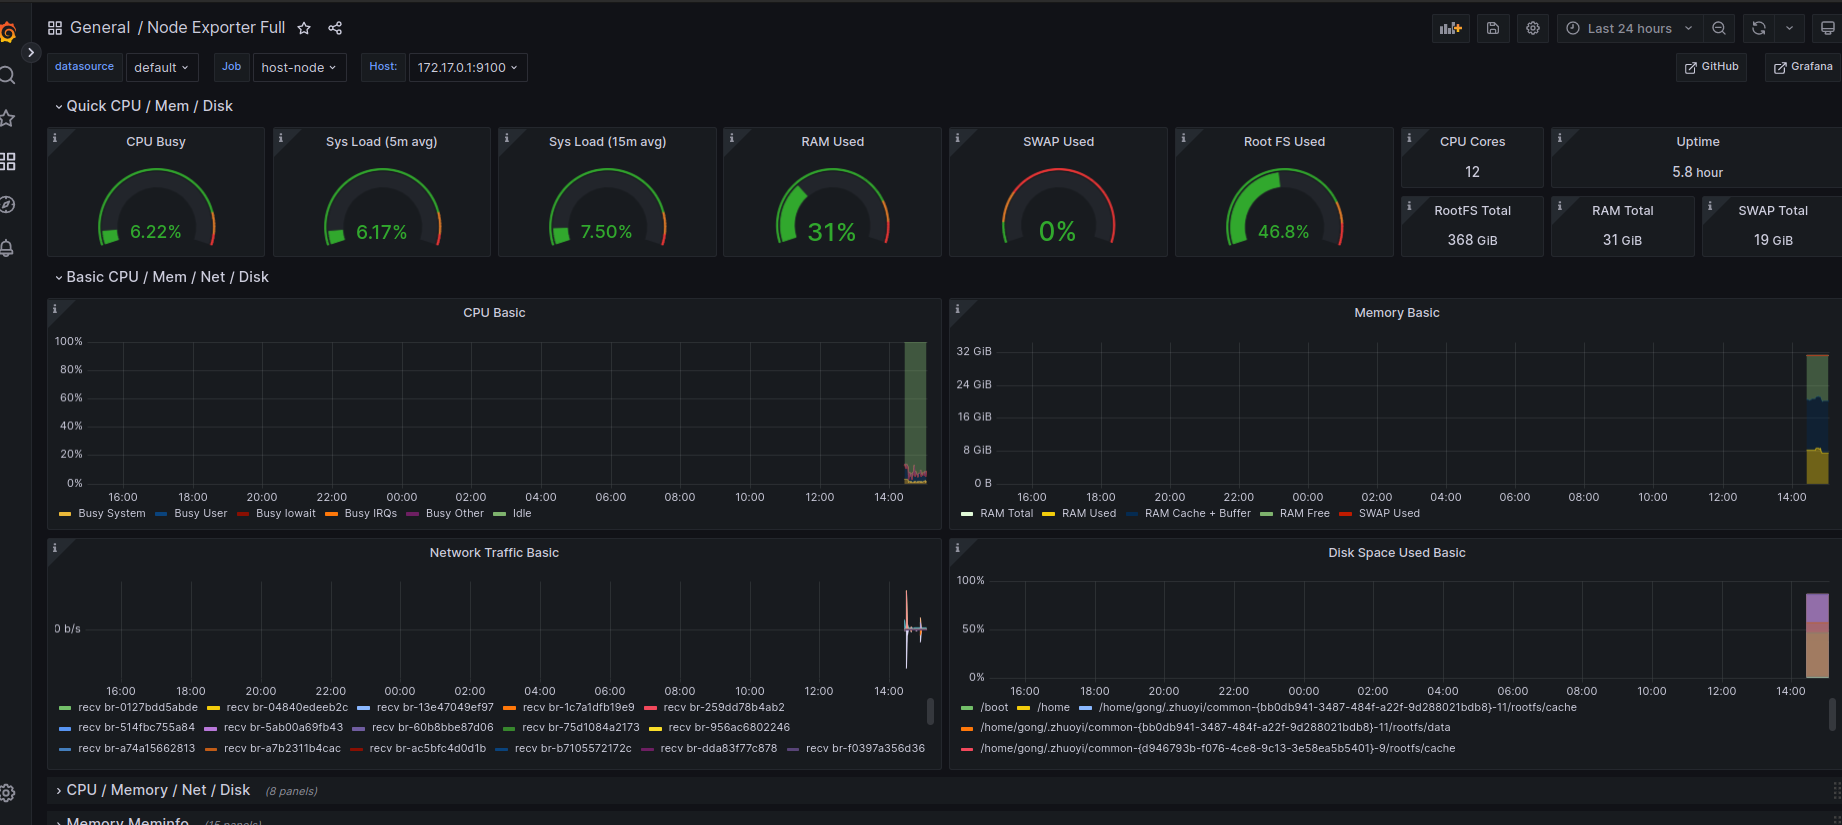 General / Node Exporter Full
Last 24 hours
datasource default Job host-node Host: 172.17.0.1:9100 GitHub Grafana
Quick CPU / Mem / Disk
CPU Busy
6.22%
Sys Load (5m avg)
6.17%
Sys Load (15m avg)
7.50%
RAM Used
31%
SWAP Used
0%
Root FS Used
46.8%
CPU Cores
12
Uptime
5.8 hour
RootFS Total
368 GiB
RAM Total
31 GiB
SWAP Total
19 GiB
Basic CPU / Mem / Net / Disk
CPU Basic
100%
80%
60%
40%
20%
0%
16:00 18:00 20:00 22:00 00:00 02:00 04:00 06:00 08:00 10:00 12:00 14:00
Busy System Busy User Busy Iowait Busy IRQs Busy Other Idle
Memory Basic
32 GiB
24 GiB
16 GiB
8 GiB
0 B
16:00 18:00 20:00 22:00 00:00 02:00 04:00 06:00 08:00 10:00 12:00 14:00
RAM Total RAM Used RAM Cache + Buffer RAM Free SWAP Used
Network Traffic Basic
0 b/s
16:00 18:00 20:00 22:00 00:00 02:00 04:00 06:00 08:00 10:00 12:00 14:00
recv br-0127bdd5abde recv br-04840edeeb2c recv br-13e47049ef97 recv br-1c7a1dfb19e9 recv br-259dd78b4ab2
recv br-514fbc755a84 recv br-5ab00a69fb43 recv br-60b8bbe87d06 recv br-75d1084a2173 recv br-956ac6802246
recv br-a74a15662813 recv br-a7b2311b4cac recv br-ac5bfc4d0d1b recv br-b7105572172c recv br-dda83f77c878 recv br-f0397a356d36
Disk Space Used Basic
100%
50%
0%
16:00 18:00 20:00 22:00 00:00 02:00 04:00 06:00 08:00 10:00 12:00 14:00
/boot /home /home/gong/.zhuoyi/common-{bb0db941-3487-484f-a22f-9d288021bdb8}-11/rootfs/cache
/home/gong/.zhuoyi/common-{bb0db941-3487-484f-a22f-9d288021bdb8}-11/rootfs/data
/home/gong/.zhuoyi/common-{d946793b-f076-4ce8-9c13-3e58ea5b5401}-9/rootfs/cache
CPU / Memory / Net / Disk (8 panels)
Memory Meminfo (15 panels)